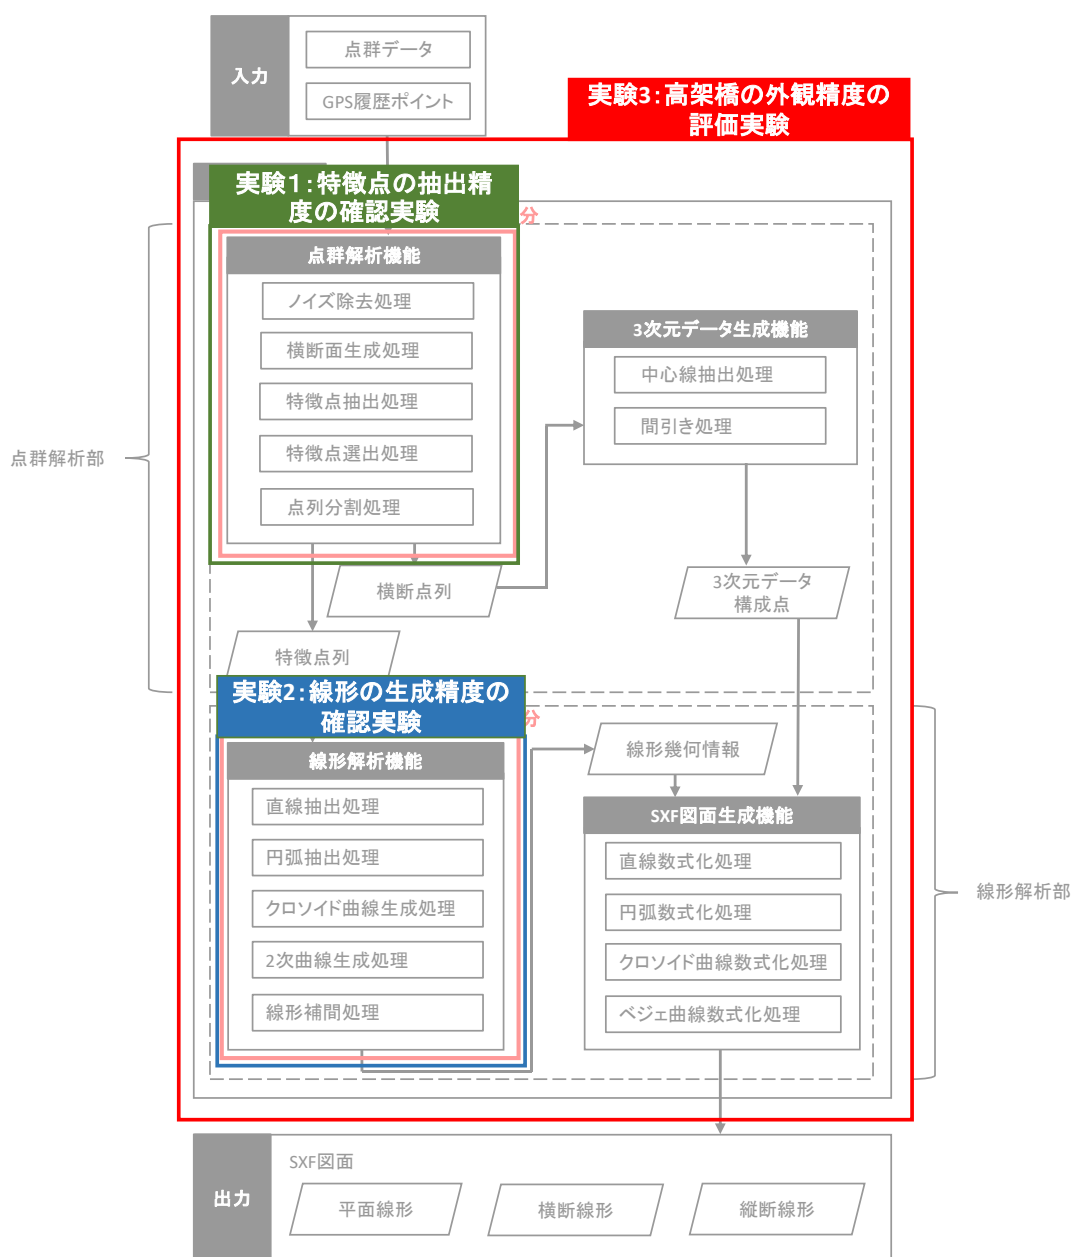 入力
点群データ
GPS履歴ポイント
実験3：高架橋の外観精度の
評価実験
実験１：特徴点の抽出精
度の確認実験
分
点群解析機能
ノイズ除去処理
横断面生成処理
特徴点抽出処理
特徴点選出処理
点列分割処理
3次元データ生成機能
中心線抽出処理
間引き処理
点群解析部
横断点列
3次元データ
構成点
特徴点列
実験2：線形の生成精度の
確認実験
分
線形解析機能
直線抽出処理
円弧抽出処理
クロソイド曲線生成処理
2次曲線生成処理
線形補間処理
線形幾何情報
SXF図面生成機能
直線数式化処理
円弧数式化処理
クロソイド曲線数式化処理
ベジェ曲線数式化処理
線形解析部
出力
SXF図面
平面線形
横断線形
縦断線形